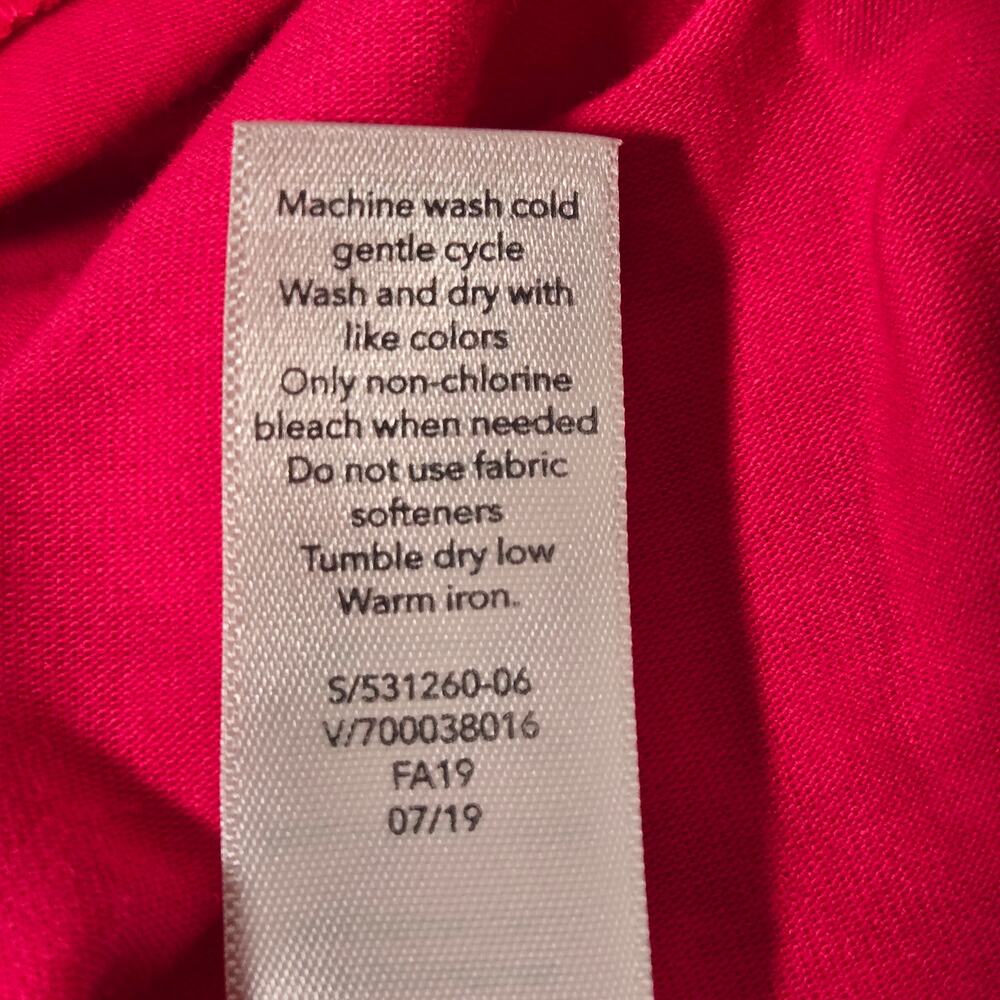 Machine wash cold
gentle cycle
Wash and dry with
like colors
Only non-chlorine
bleach when needed
Do not use fabric
softeners
Tumble dry low
Warm iron.
S/531260-06
V/700038016
FA19
07/19